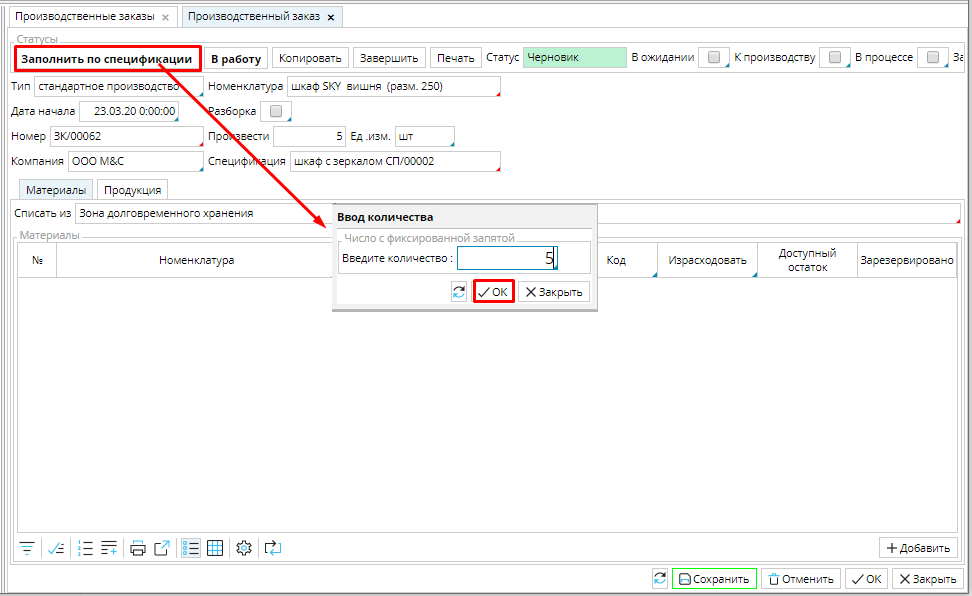 Производственные заказы × Производственный заказ ×
Статусы
Заполнить по спецификации В работу Копировать Завершить Печать Статус Черновик В ожидании К производству В процессе За
Тип стандартное производство Номенклатура шкаф SKY вишня (разм. 250)
Дата начала 23.03.20 0:00:00 Разборка
Номер ЗК/00062 Произвести 5 Ед .изм. шт
Компания ООО M&C Спецификация шкаф с зеркалом СП/00002
Материалы Продукция
Списать из Зона долговременного хранения
Материалы
№ Номенклатура Код Израсходовать Доступный остаток Зарезервировано
Ввод количества
Число с фиксированной запятой
Введите количество : 5
OK Закрыть
Добавить
Сохранить Отменить OK Закрыть